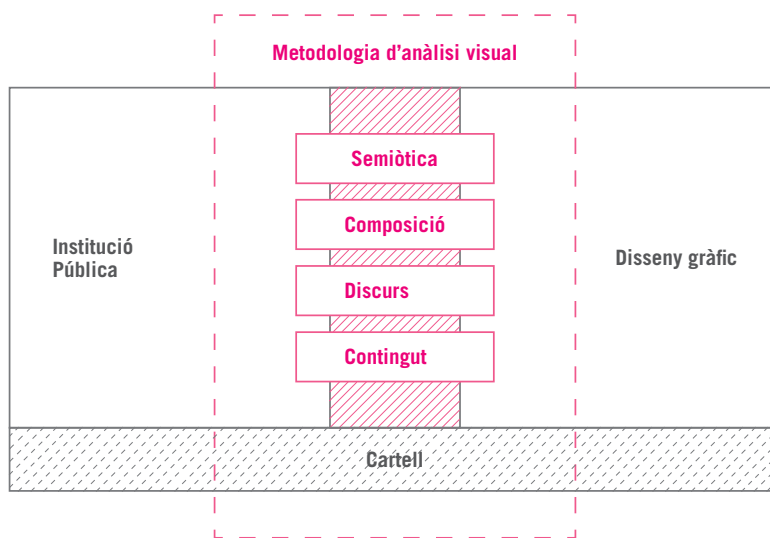 Metodologia d’anàlisi visual
Semiòtica
Composició
Institució
Pública
Disseny gràfic
Discurs
Contingut
Cartell